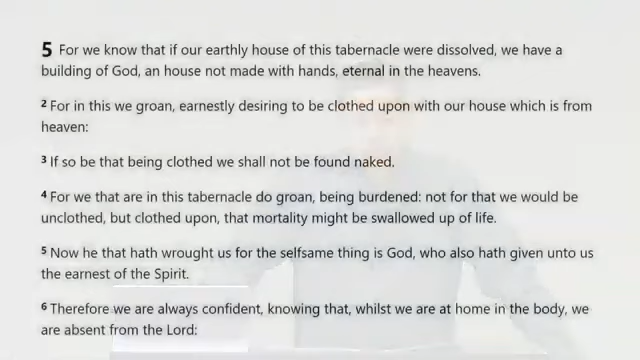 5 For we know that if our earthly house of this tabernacle were dissolved, we have a
building of God, an house not made with hands, eternal in the heavens.
2 For in this we groan, earnestly desiring to be clothed upon with our house which is from
heaven:
3 If so be that being clothed we shall not be found naked.
4 For we that are in this tabernacle do groan, being burdened: not for that we would be
unclothed, but clothed upon, that mortality might be swallowed up of life.
5 Now he that hath wrought us for the selfsame thing is God, who also hath given unto us
the earnest of the Spirit.
6 Therefore we are always confident, knowing that, whilst we are at home in the body, we
are absent from the Lord: